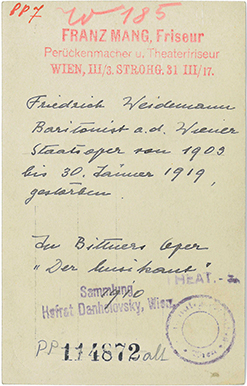 PP7
W 185
FRANZ MANG, Friseur
Perückenmacher u. Theaterfriseur
WIEN, III/3. STROHG. 31 III/17.
Friedrich Weidemann
Baritonist a. d. Wiener
Staatsoper von 1903
bis 30. Jänner 1919,
gestorben.
In Bittners Oper
"Der Musikant"
THEAT.-
Sammlung
Hofrat Danhelovsky, Wien
PP 114872 alt